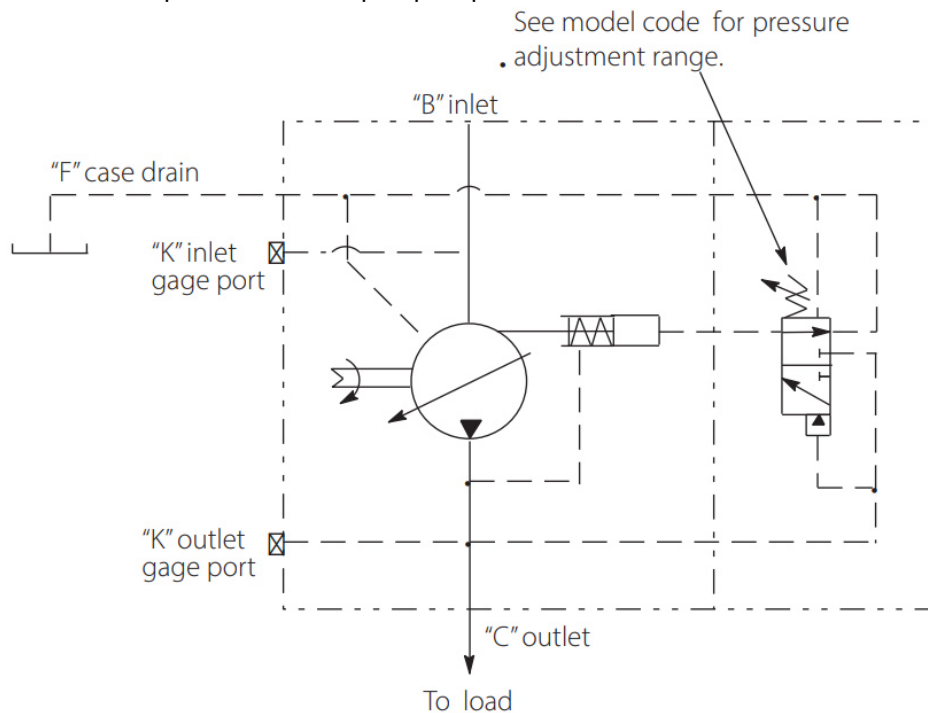 See model code for pressure
adjustment range.
“B” inlet
“F” case drain
“K” inlet
gage port
“K” outlet
gage port
“C” outlet
To load